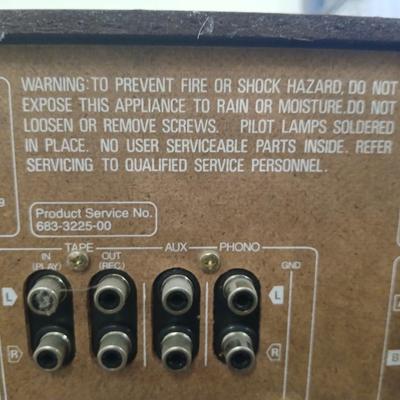 WARNING: TO PREVENT FIRE OR SHOCK HAZARD, DO NOT
EXPOSE THIS APPLIANCE TO RAIN OR MOISTURE. DO NOT
LOOSEN OR REMOVE SCREWS. PILOT LAMPS SOLDERED
IN PLACE. NO USER SERVICEABLE PARTS INSIDE. REFER
SERVICING TO QUALIFIED SERVICE PERSONNEL.
9
Product Service No.
683-3225-00
TAPE AUX PHONO
IN OUT GND
(PLAY) (REC)
L L
R R
B